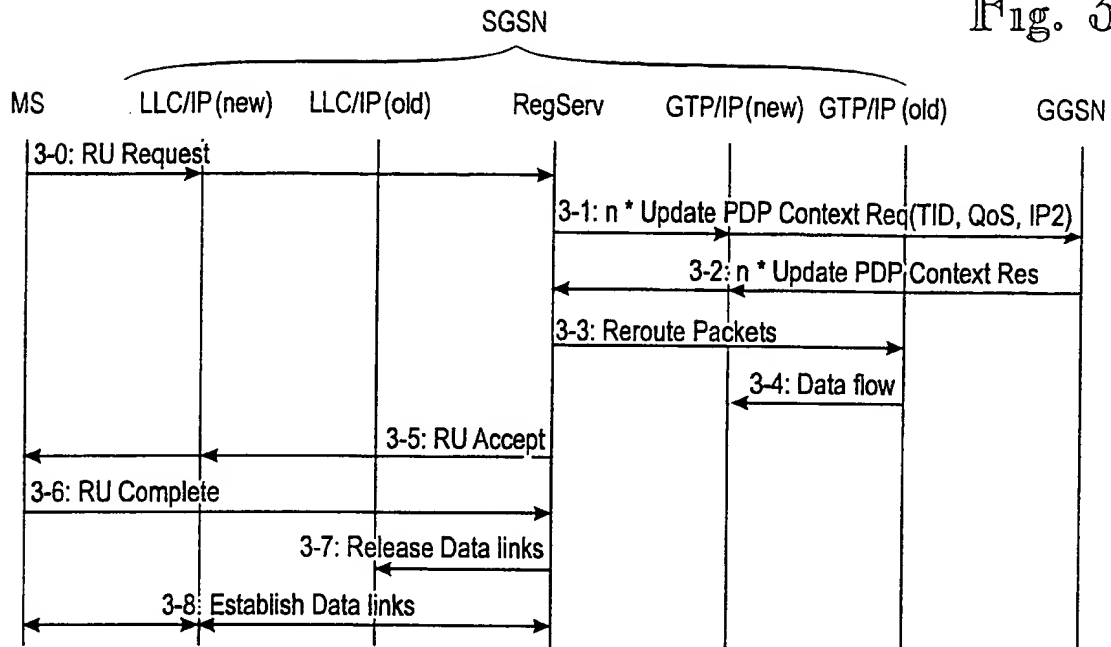 Fig. 3
SGSN
MS LLC/IP (new) LLC/IP (old) RegServ GTP/IP (new) GTP/IP (old) GGSN
3-0: RU Request
3-1: n * Update PDP Context Req(TID, QoS, IP2)
3-2: n * Update PDP Context Res
3-3: Reroute Packets
3-4: Data flow
3-5: RU Accept
3-6: RU Complete
3-7: Release Data links
3-8: Establish Data links